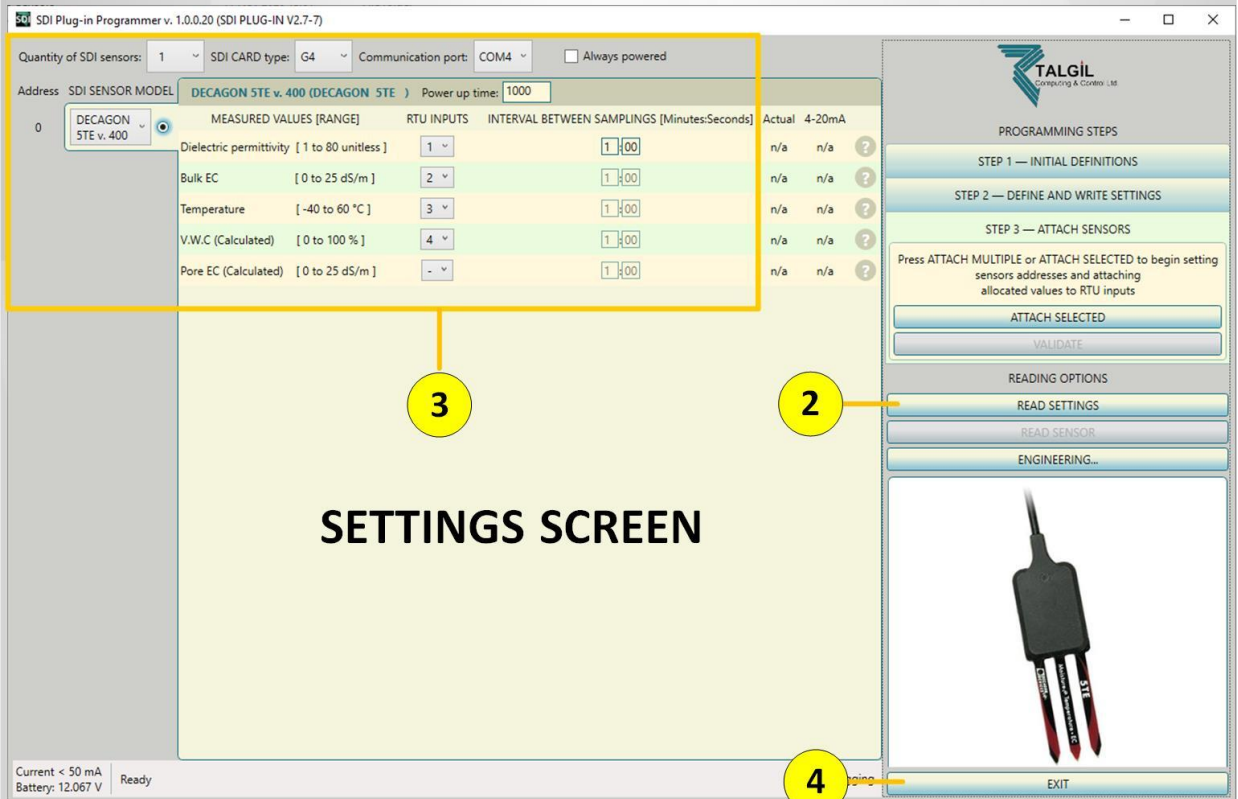 SDI Plug-in Programmer v. 1.0.0.20 (SDI PLUG-IN V2.7-7)
Quantity of SDI sensors: 1 SDI CARD type: G4 Communication port: COM4 Always powered
Address SDI SENSOR MODEL DECAGON 5TE v. 400 (DECAGON 5TE ) Power up time: 1000
0 DECAGON 5TE v. 400
MEASURED VALUES [RANGE] RTU INPUTS INTERVAL BETWEEN SAMPLINGS [Minutes:Seconds] Actual 4-20mA
Dielectric permittivity [ 1 to 80 unitless ] 1 1 :00 n/a n/a ?
Bulk EC [ 0 to 25 dS/m ] 2 1 :00 n/a n/a ?
Temperature [ -40 to 60 °C ] 3 1 :00 n/a n/a ?
V.W.C (Calculated) [ 0 to 100 % ] 4 1 :00 n/a n/a ?
Pore EC (Calculated) [ 0 to 25 dS/m ] - 1 :00 n/a n/a ?
3
2
SETTINGS SCREEN
TALGIL
Computing & Control Ltd
PROGRAMMING STEPS
STEP 1 — INITIAL DEFINITIONS
STEP 2 — DEFINE AND WRITE SETTINGS
STEP 3 — ATTACH SENSORS
Press ATTACH MULTIPLE or ATTACH SELECTED to begin setting
sensors addresses and attaching
allocated values to RTU inputs
ATTACH SELECTED
VALIDATE
READING OPTIONS
READ SETTINGS
READ SENSOR
ENGINEERING...
5TE
Moisture • Temperature • EC
Current < 50 mA
Battery: 12.067 V
Ready
4
EXIT